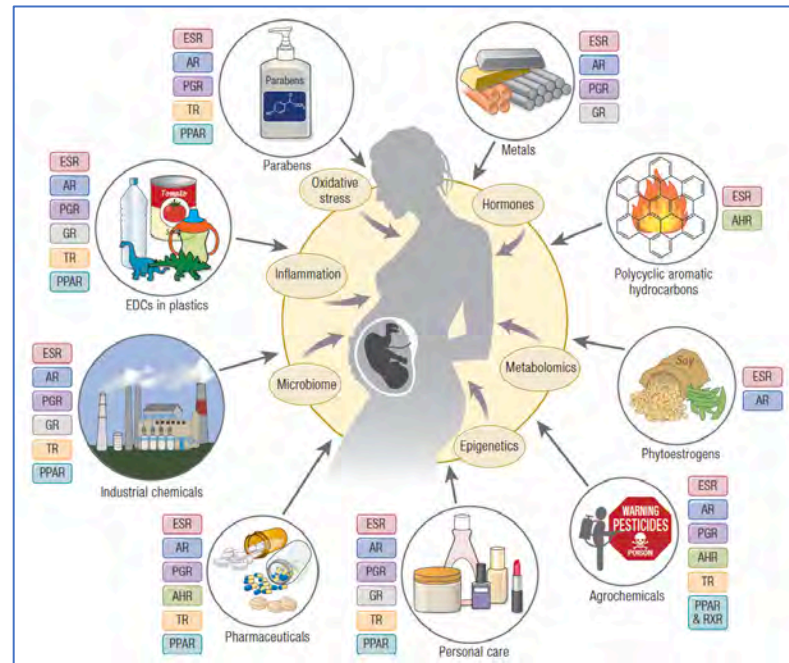 ESR
AR
PGR
TR
PPAR
Parabens
Parabens
ESR
AR
PGR
GR
Metals
Oxidative
stress
Hormones
ESR
AR
PGR
GR
TR
PPAR
Tomato
EDCs in plastics
Inflammation
ESR
AHR
Polycyclic aromatic
hydrocarbons
ESR
AR
PGR
GR
TR
PPAR
Industrial chemicals
Microbiome
Metabolomics
Soy
Phytoestrogens
ESR
AR
Epigenetics
ESR
AR
PGR
AHR
TR
PPAR
Pharmaceuticals
ESR
AR
PGR
GR
TR
PPAR
Personal care
WARNING
PESTICIDES
POISON
Agrochemicals
ESR
AR
PGR
AHR
TR
PPAR
& RXR